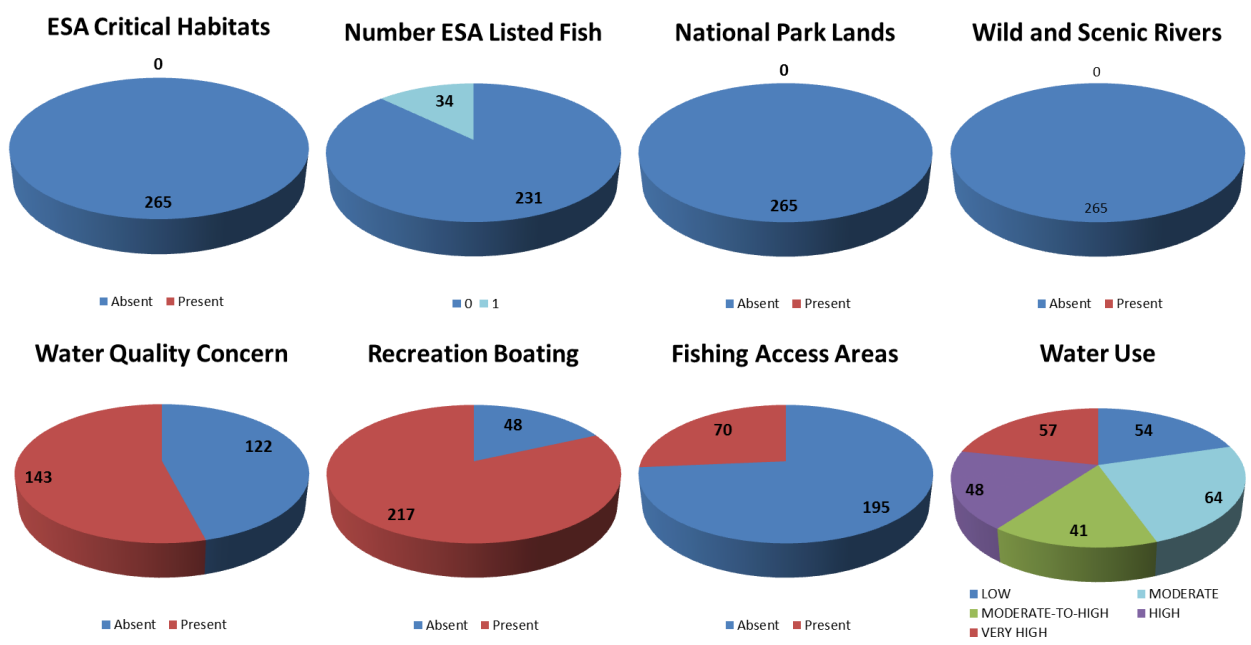 ESA Critical Habitats
0
265
Absent Present
Number ESA Listed Fish
34
231
0 1
National Park Lands
0
265
Absent Present
Wild and Scenic Rivers
0
265
Absent Present
Water Quality Concern
122
143
Absent Present
Recreation Boating
48
217
Absent Present
Fishing Access Areas
70
195
Absent Present
Water Use
57 54
48 64
41
LOW MODERATE
MODERATE-TO-HIGH HIGH
VERY HIGH